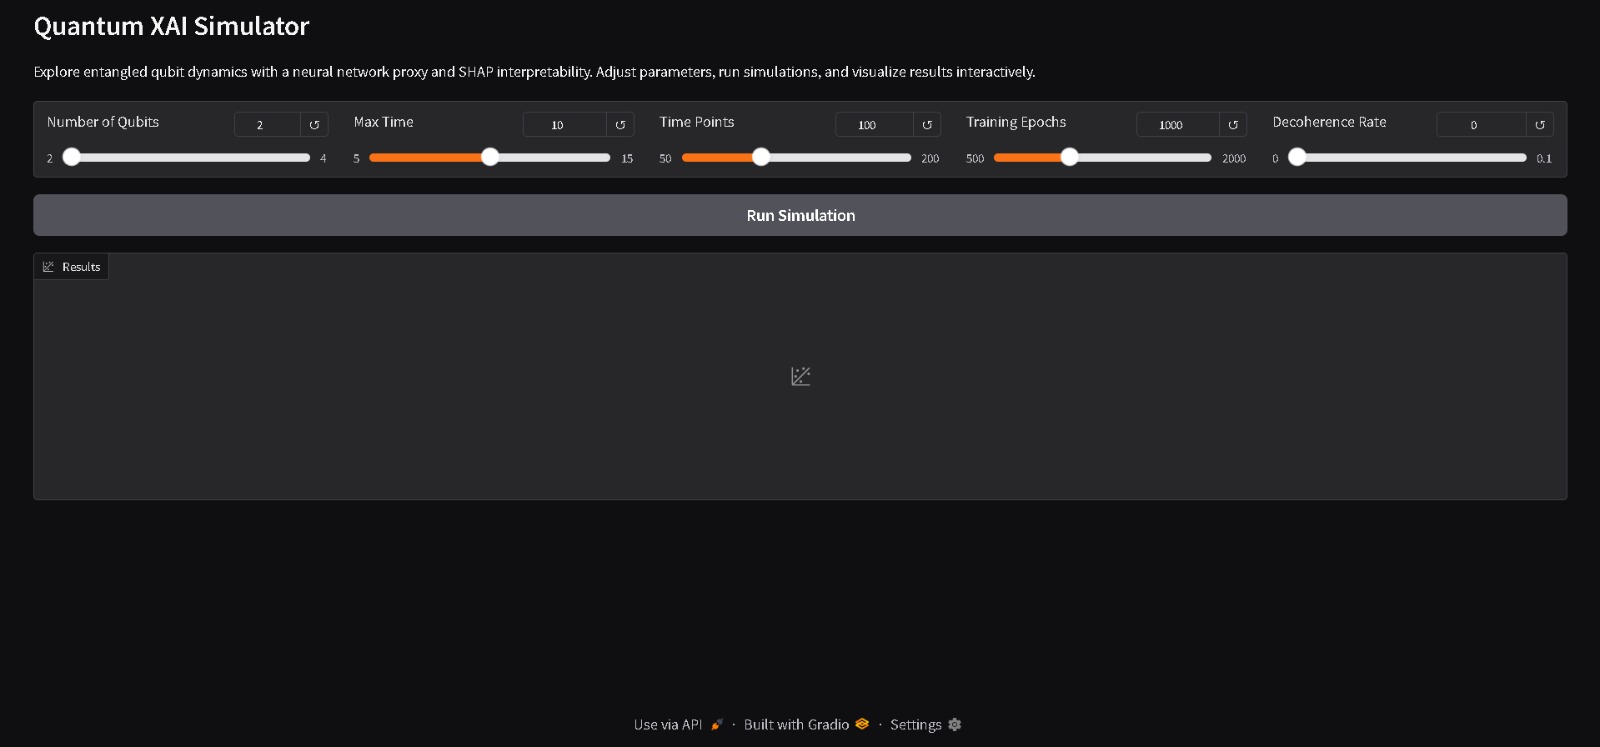 Quantum XAI Simulator
Explore entangled qubit dynamics with a neural network proxy and SHAP interpretability. Adjust parameters, run simulations, and visualize results interactively.
Number of Qubits 2 ↺ Max Time 10 ↺ Time Points 100 ↺ Training Epochs 1000 ↺ Decoherence Rate 0 ↺
2 4 5 15 50 200 500 2000 0 0.1
Run Simulation
Results
Use via API · Built with Gradio · Settings